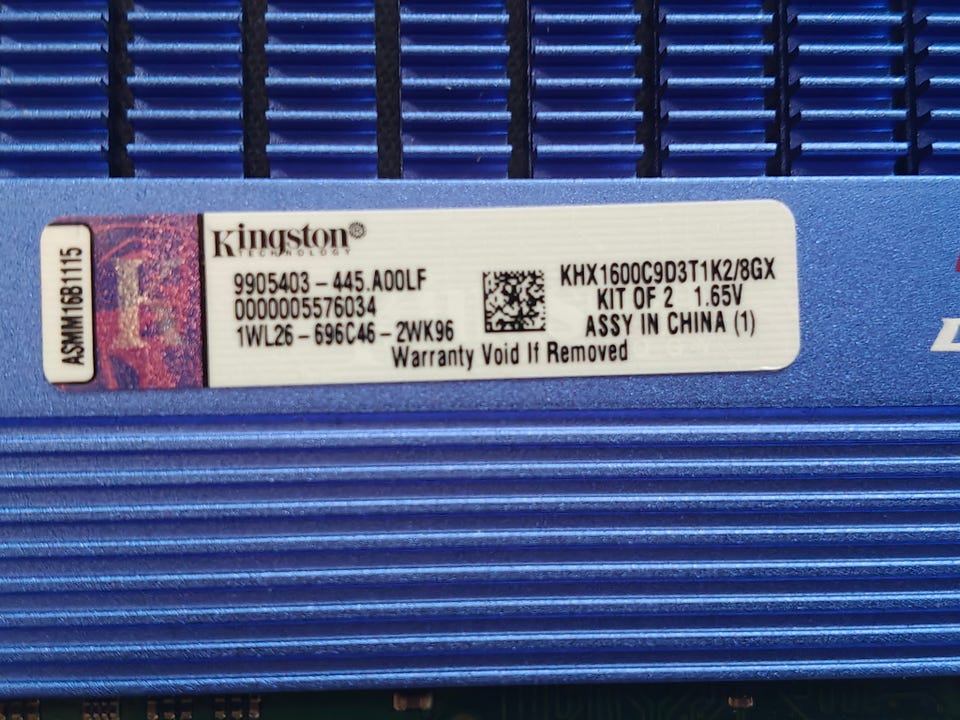 ASMM16B1115
Kingston®
TECHNOLOGY
9905403-445.A00LF
0000005576034
1WL26-696C46-2WK96
Warranty Void If Removed
KHX1600C9D3T1K2/8GX
KIT OF 2 1.65V
ASSY IN CHINA (1)